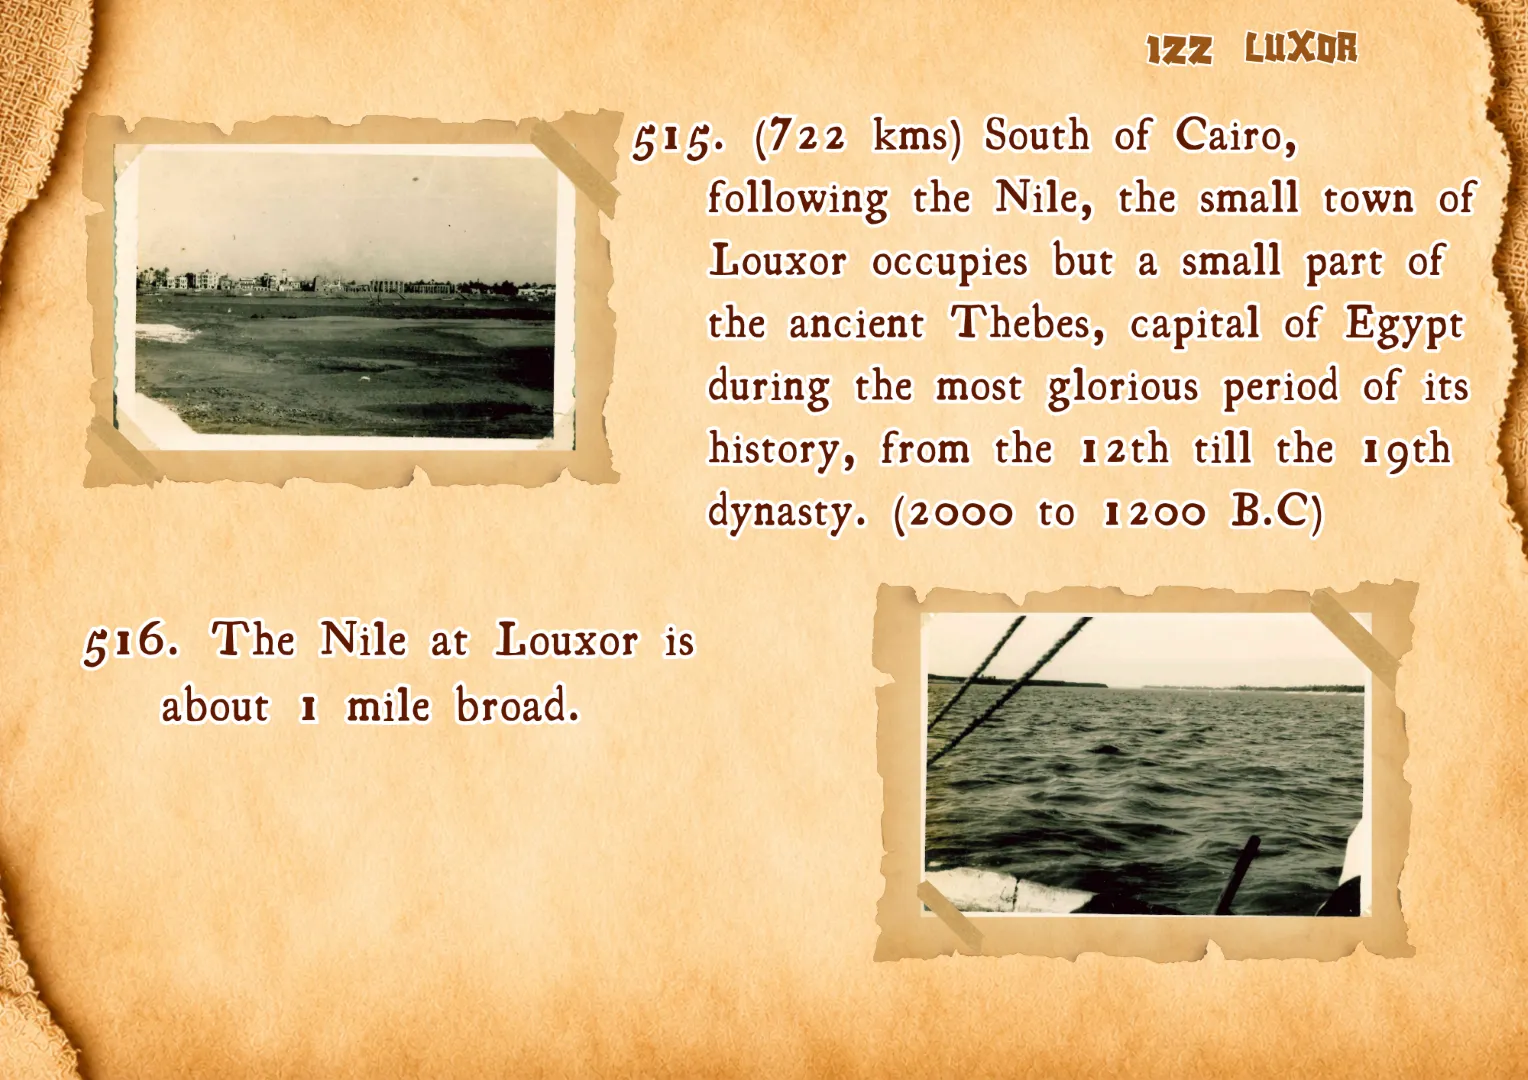 122 LUXOR
515. (722 kms) South of Cairo,
following the Nile, the small town of
Louxor occupies but a small part of
the ancient Thebes, capital of Egypt
during the most glorious period of its
history, from the 12th till the 19th
dynasty. (2000 to 1200 B.C)
516. The Nile at Louxor is
about 1 mile broad.